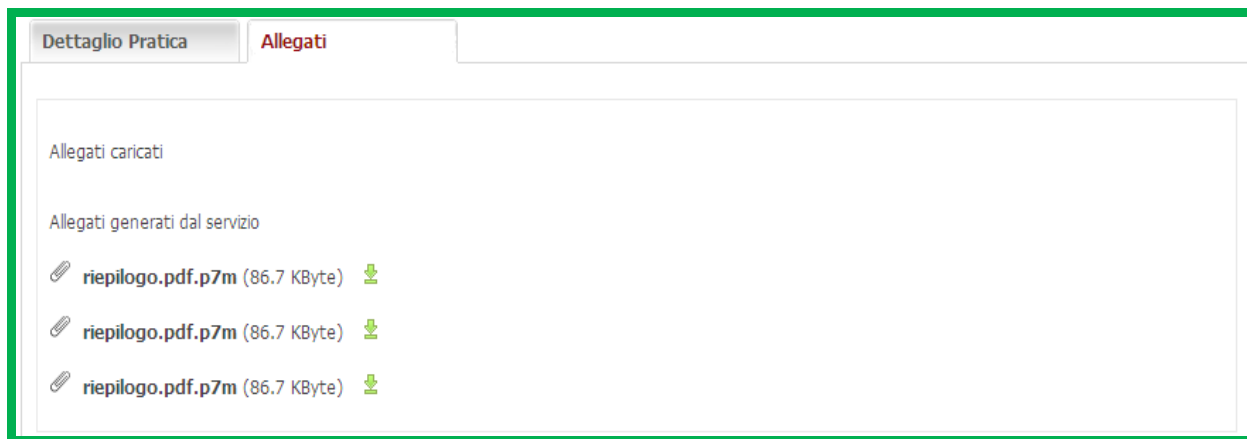 Dettaglio Pratica Allegati
Allegati caricati
Allegati generati dal servizio
riepilogo.pdf.p7m (86.7 KByte)
riepilogo.pdf.p7m (86.7 KByte)
riepilogo.pdf.p7m (86.7 KByte)